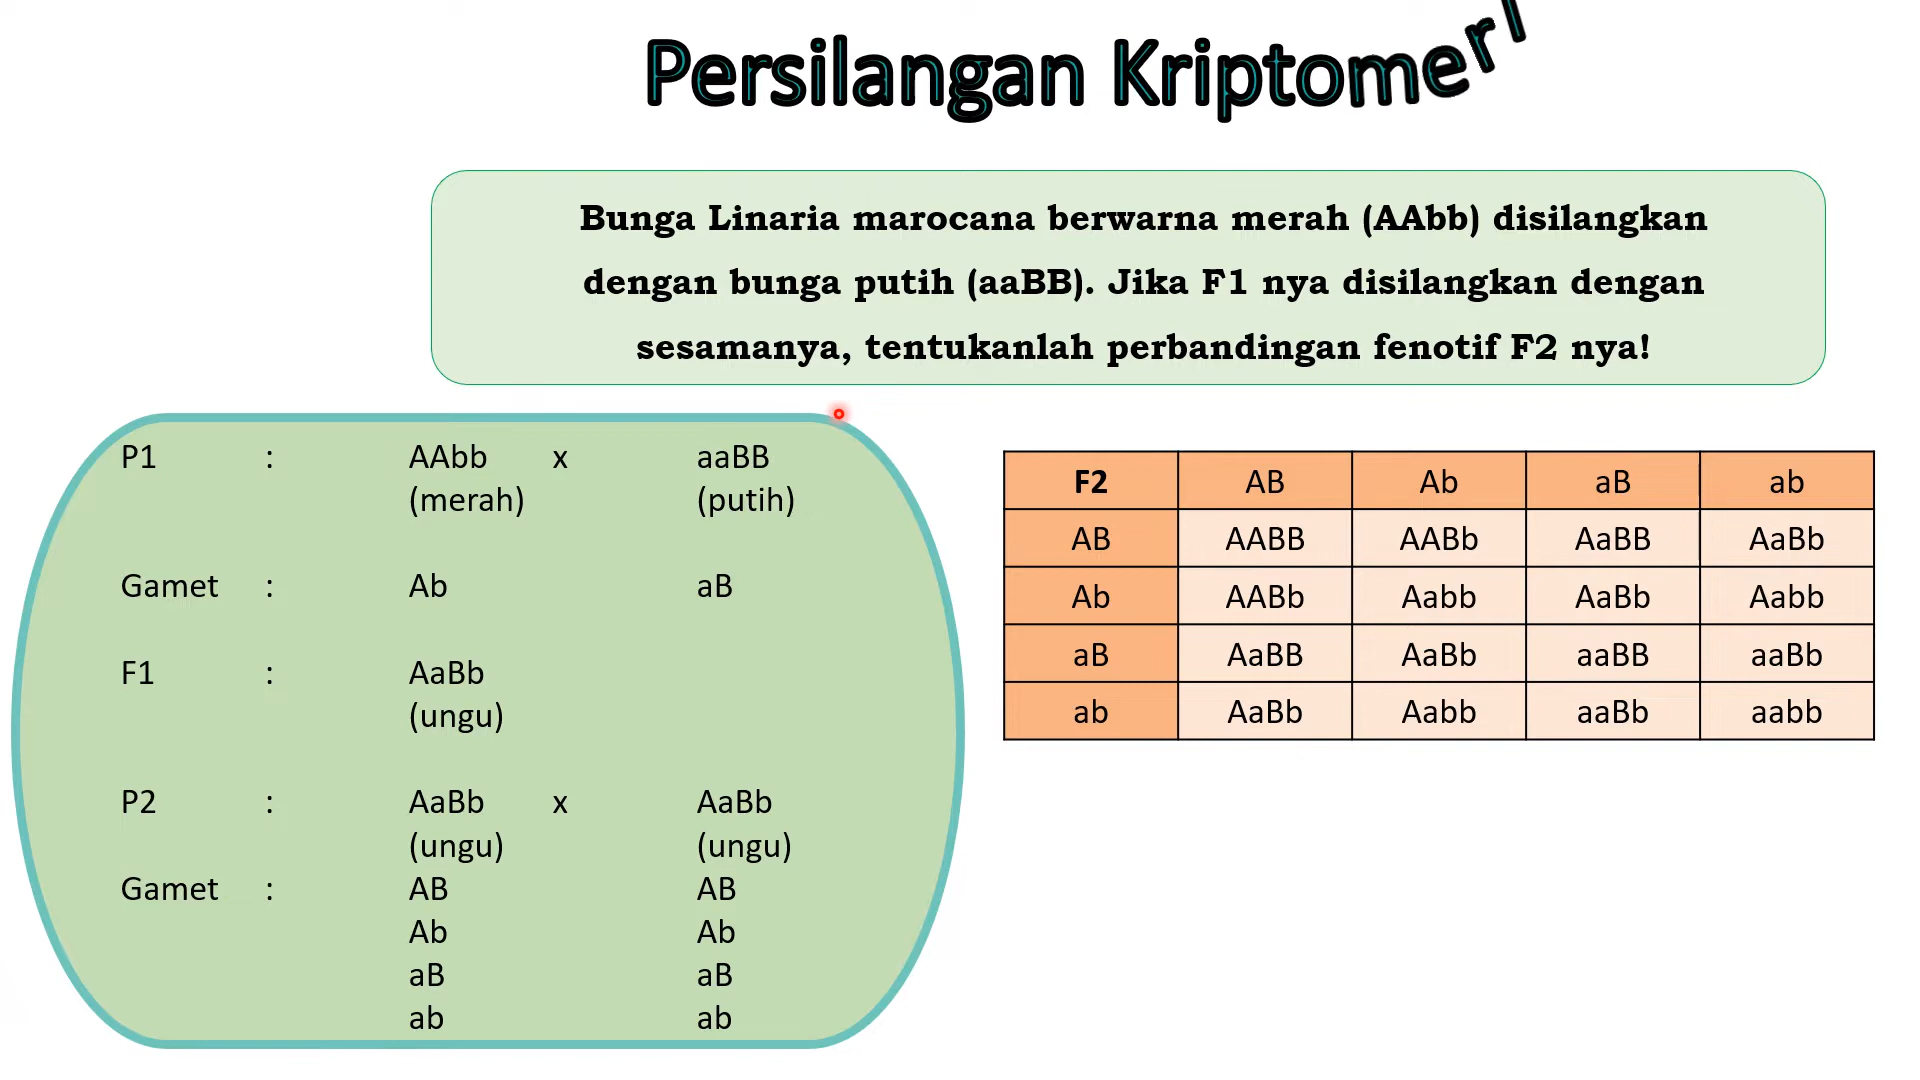 Persilangan Kriptomeri
Bunga Linaria marocana berwarna merah (AAbb) disilangkan
dengan bunga putih (aaBB). Jika F1 nya disilangkan dengan
sesamanya, tentukanlah perbandingan fenotif F2 nya!
P1 : AAbb x aaBB
(merah) (putih)
Gamet : Ab aB
F1 : AaBb
(ungu)
P2 : AaBb x AaBb
(ungu) (ungu)
Gamet : AB AB
Ab Ab
aB aB
ab ab
F2 AB Ab aB ab
AB AABB AABb AaBB AaBb
Ab AABb Aabb AaBb Aabb
aB AaBB AaBb aaBB aaBb
ab AaBb Aabb aaBb aabb